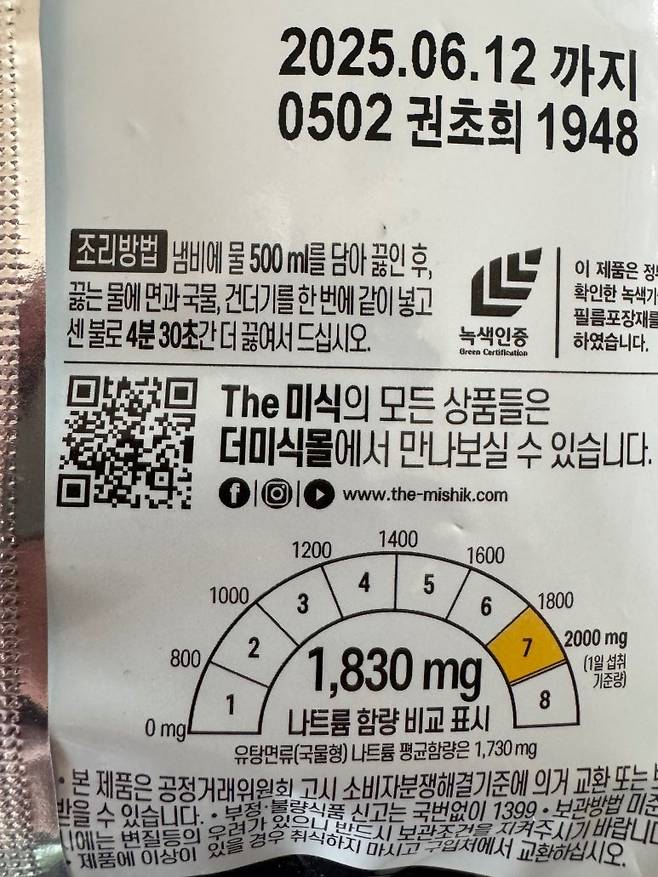 2025.06.12 까지
0502 권초희 1948
조리방법 냄비에 물 500 ml를 담아 끓인 후,
끓는 물에 면과 국물, 건더기를 한 번에 같이 넣고
센 불로 4분 30초간 더 끓여서 드십시오.
녹색인증
Green Certification
이 제품은 정부
확인한 녹색기
필름포장재를
하였습니다.
The 미식의 모든 상품들은
더미식몰에서 만나보실 수 있습니다.
www.the-mishik.com
0 mg 800 1000 1200 1400 1600 1800 2000 mg
(1일 섭취
기준량)
1 2 3 4 5 6 7 8
1,830 mg
나트륨 함량 비교 표시
유탕면류(국물형) 나트륨 평균함량은 1,730 mg
• 본 제품은 공정거래위원회 고시 소비자분쟁해결기준에 의거 교환 또는
받을 수 있습니다. • 부정·불량식품 신고는 국번없이 1399 • 보관방법 미준
시에는 변질등의 우려가 있으니 반드시 보관조건을 지켜주시기 바랍니다
• 제품에 이상이 있을 경우 취식하지 마시고 구입처에서 교환하십시오.